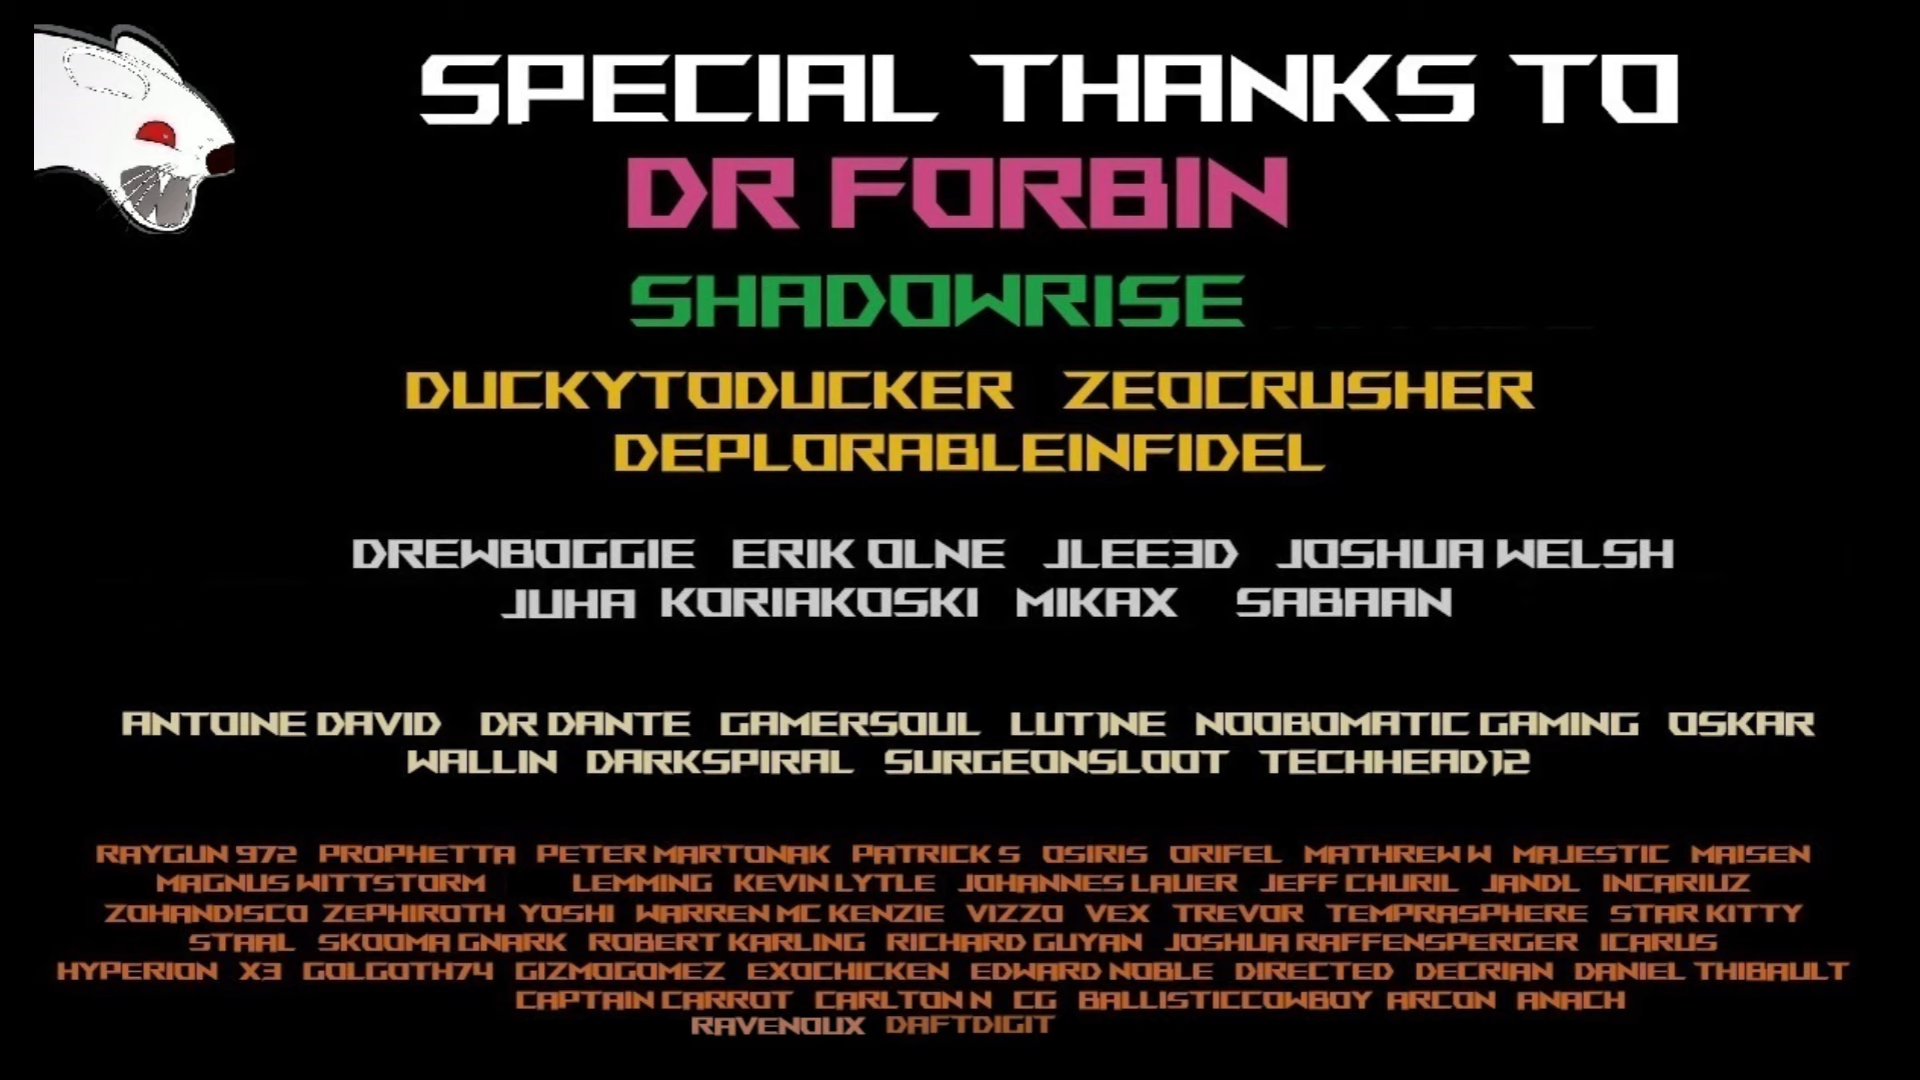 SPECIAL THANKS TO
DR FORBIN
SHADOWRISE
DUCKYTODUCKER ZEOCRUSHER
DEPLORABLEINFIDEL
DREWBOGGIE ERIK OLNE JLEE3D JOSHUA WELSH
JUHA KORIAKOSKI MIKAX SABAAN
ANTOINE DAVID DR DANTE GAMERSOUL LUT1NE NOOBOMATIC GAMING OSKAR
WALLIN DARKSPIRAL SURGEONSLOOT TECHHEAD12
RAYGUN 972 PROPHETTA PETER MARTONAK PATRICK S OSIRIS ORIFEL MATHREW W MAJESTIC MAISEN
MAGNUS WITTSTORM LEMMING KEVIN LYTLE JOHANNES LAUER JEFF CHURIL JANDL INCARIUZ
ZOHANDISCO ZEPHIROTH YOSHI WARREN MC KENZIE VIZZO VEX TREVOR TEMPRASPHERE STAR KITTY
STAAL SKOOMA GNARK ROBERT KARLING RICHARD GUYAN JOSHUA RAFFENSPERGER ICARUS
HYPERION X3 GOLGOTH74 GIZMOGOMEZ EXOCHICKEN EDWARD NOBLE DIRECTED DECRIAN DANIEL THIBAULT
CAPTAIN CARROT CARLTON N CG BALLISTICCOWBOY ARCON ANACH
RAVENOUX DAFTDIGIT